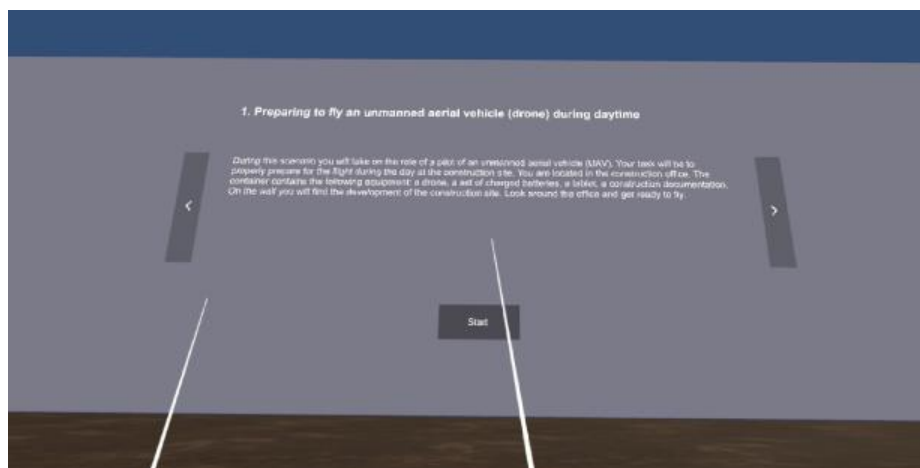 1. Preparing to fly an unmanned aerial vehicle (drone) during daytime
During this scenario you will take on the role of a pilot of an unmanned aerial vehicle (UAV). Your task will be to
properly prepare for the flight during the day at the construction site. You are located in the construction office. The
container contains the following equipment: a drone, a set of charged batteries, a tablet, a construction documentation.
On the wall you will find the development of the construction site. Look around the office and get ready to fly.
<
>
Start